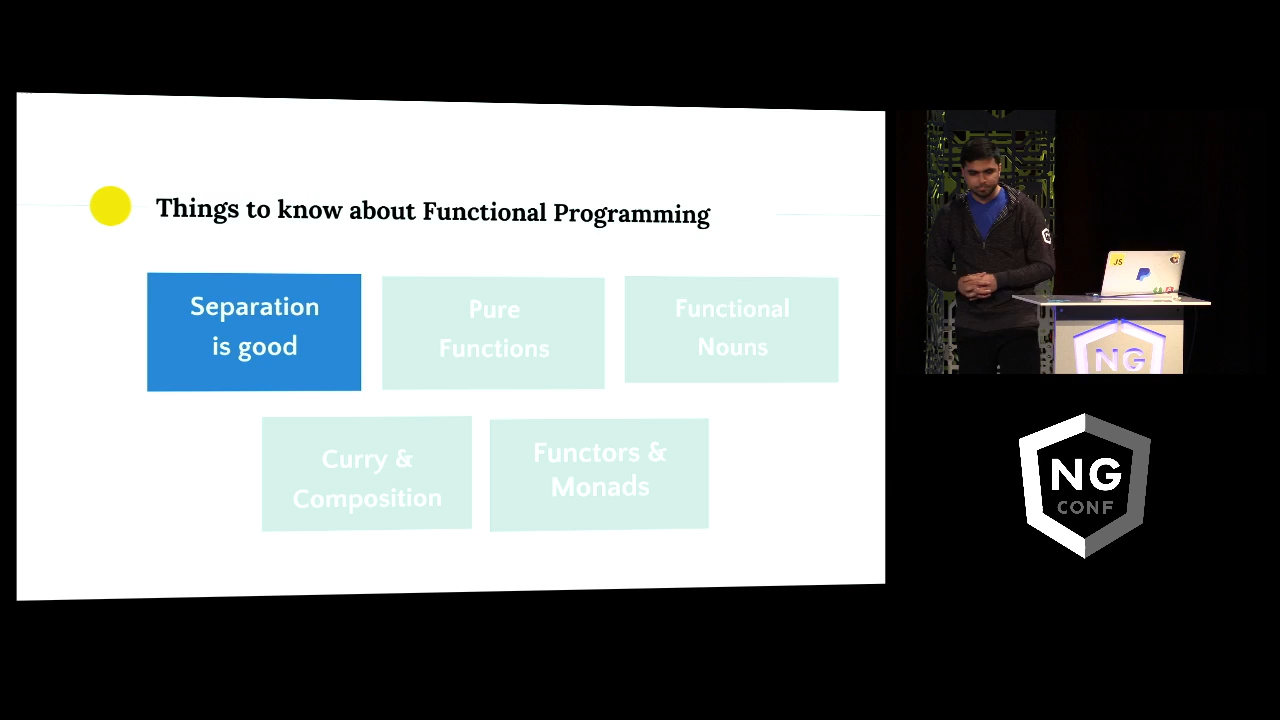 Things to know about Functional Programming
Separation
is good
Pure
Functions
Functional
Nouns
Curry &
Composition
Functors &
Monads
JS
NG
NG
CONF